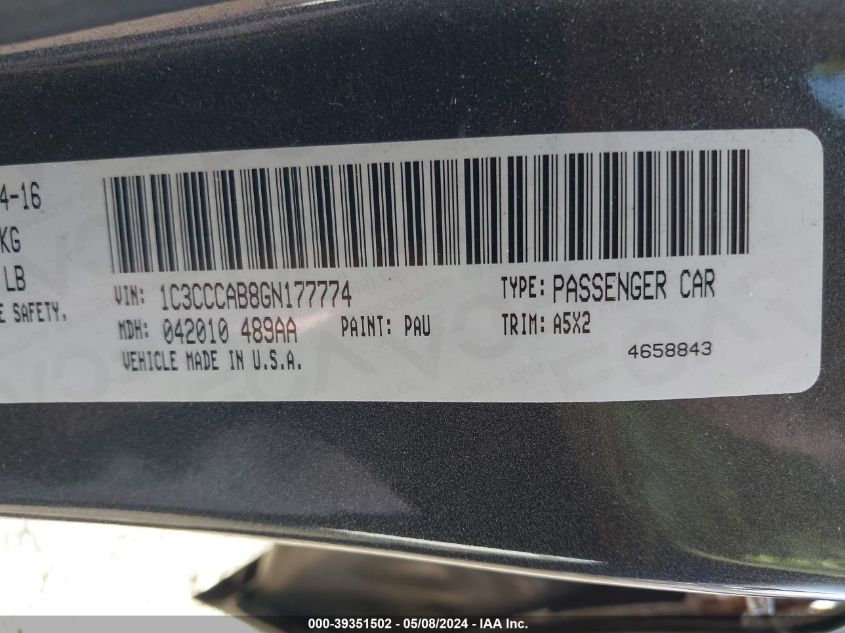 4-16
KG
LB
E SAFETY,
VIN: 1C3CCCAB8GN177774 TYPE: PASSENGER CAR
MDH: 042010 489AA PAINT: PAU TRIM: A5X2
VEHICLE MADE IN U.S.A. 4658843
000-39351502 - 05/08/2024 - IAA Inc.